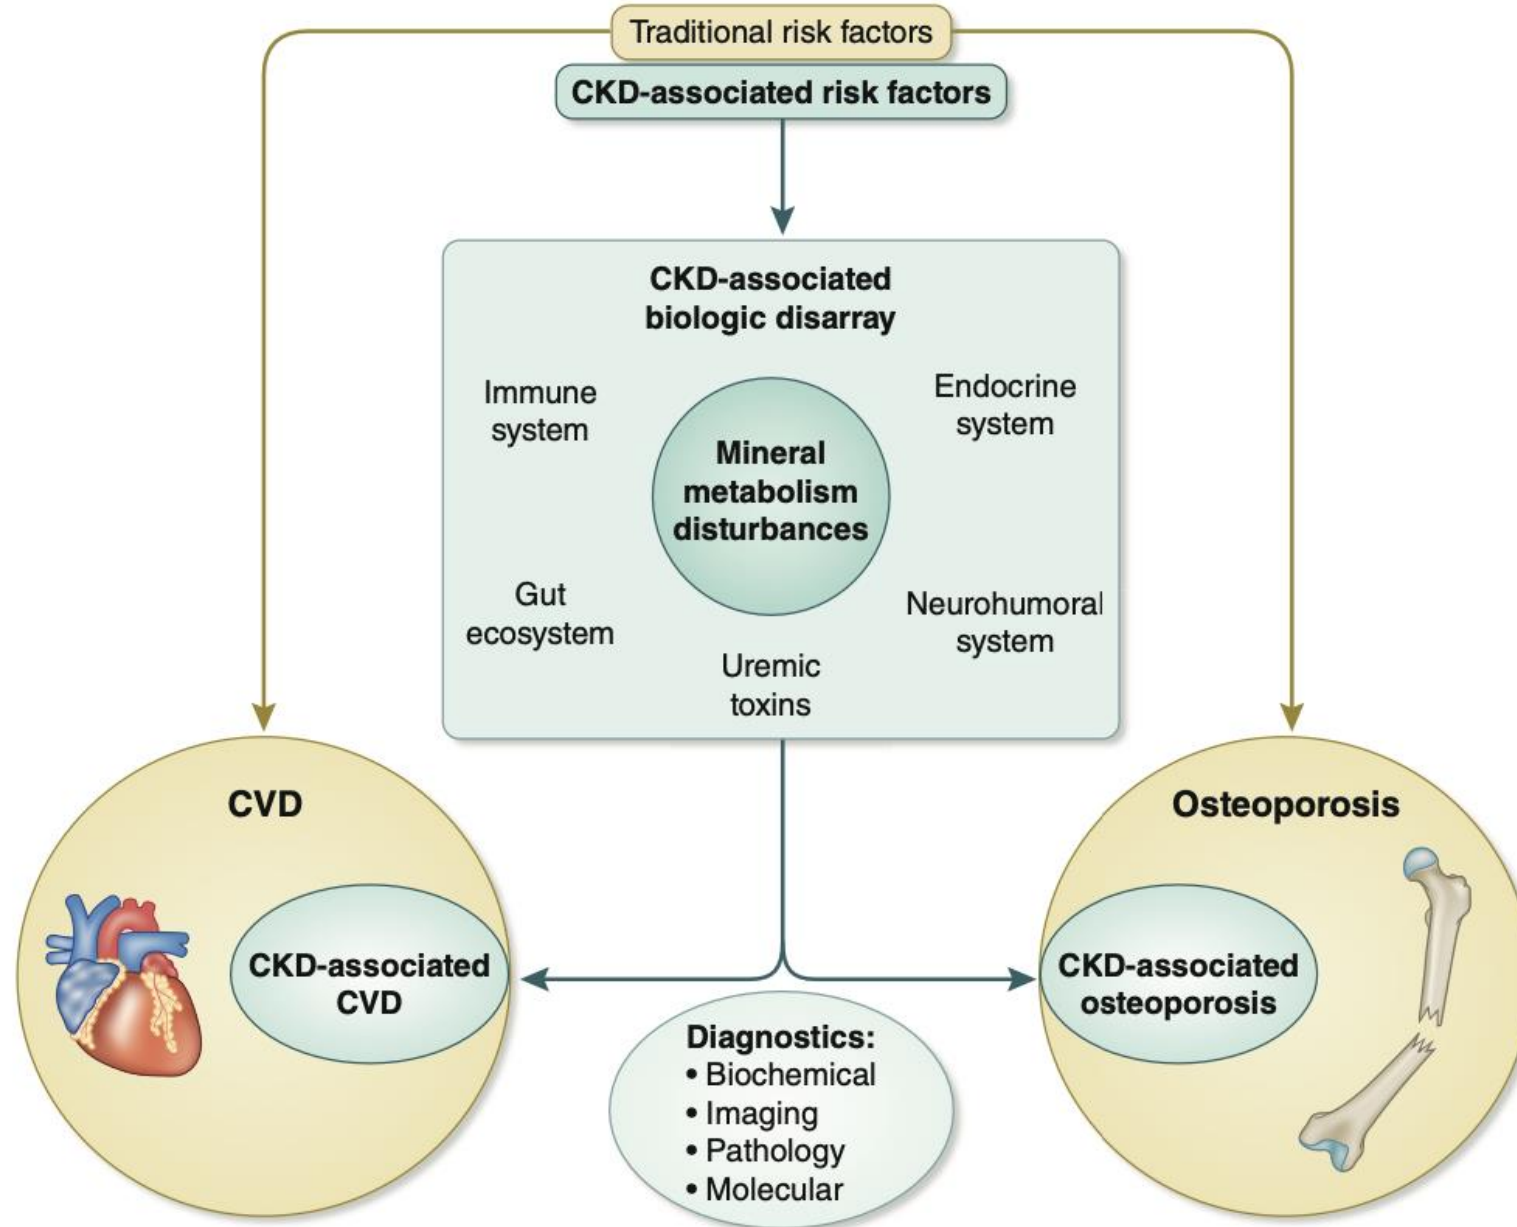 Traditional risk factors
CKD-associated risk factors
CKD-associated
biologic disarray
Immune
system
Endocrine
system
Mineral
metabolism
disturbances
Gut
ecosystem
Neurohumoral
system
Uremic
toxins
CVD
CKD-associated
CVD
Osteoporosis
CKD-associated
osteoporosis
Diagnostics:
• Biochemical
• Imaging
• Pathology
• Molecular